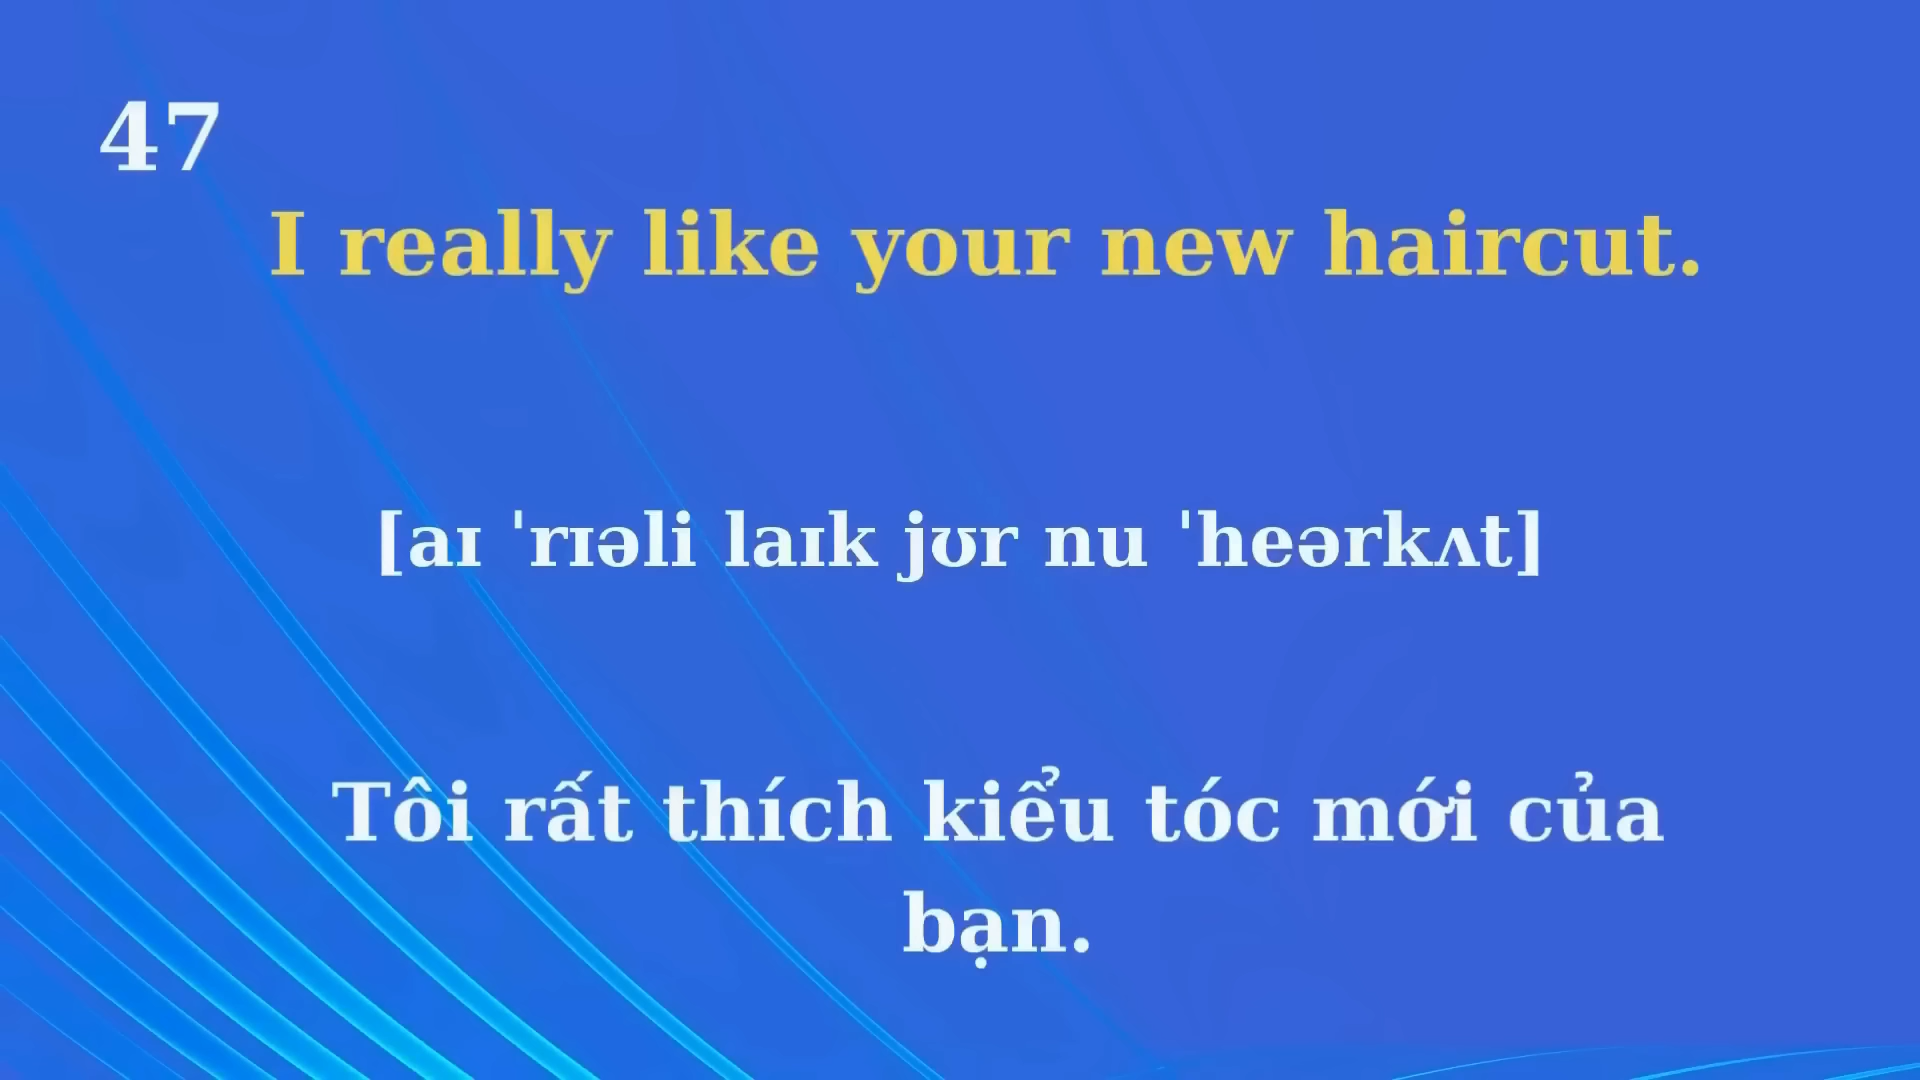 47
I really like your new haircut.
[aɪ ˈrɪəli laɪk jʊr nu ˈheərkʌt]
Tôi rất thích kiểu tóc mới của
bạn.